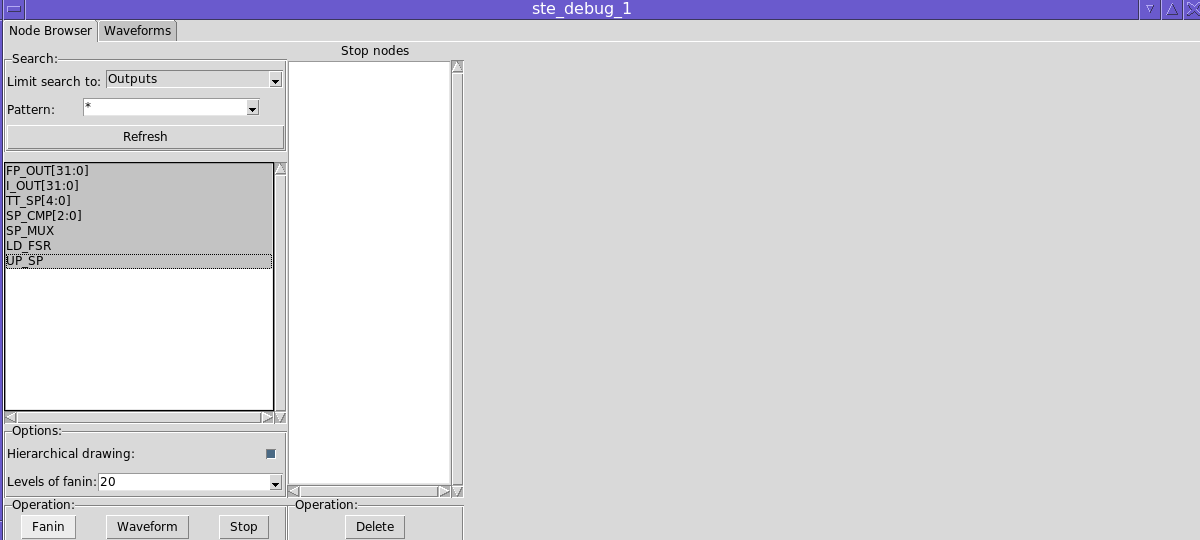 ste_debug_1
Node Browser
Waveforms
Search:
Limit search to: Outputs
Pattern: *
Refresh
FP_OUT[31:0]
I_OUT[31:0]
TT_SP[4:0]
SP_CMP[2:0]
SP_MUX
LD_FSR
UP_SP
Options:
Hierarchical drawing:
Levels of fanin: 20
Operation:
Fanin
Waveform
Stop
Stop nodes
Operation:
Delete